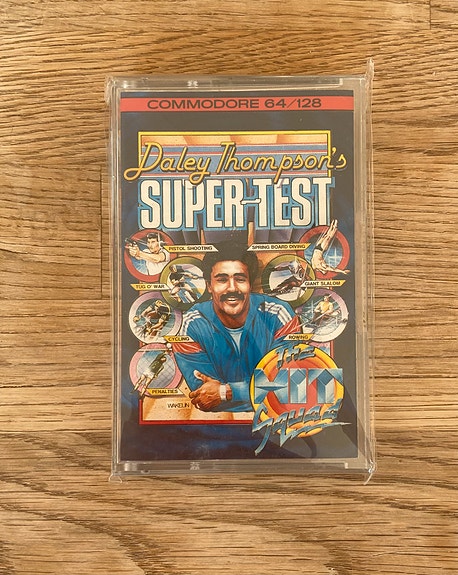 COMMODORE 64/128
Daley Thompson's
SUPER-TEST
PISTOL SHOOTING
SPRING BOARD DIVING
TUG O' WAR
GIANT SLALOM
CYCLING
ROWING
PENALTIES
WAKELIN
THE
HIT
SQUAD